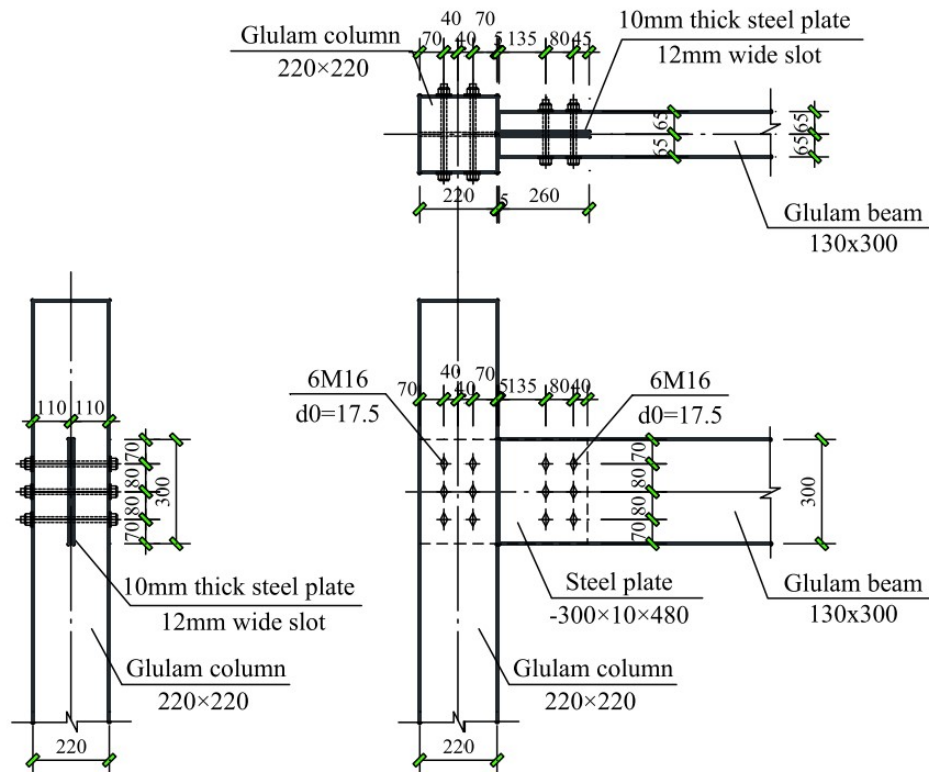 40 70
70 40 5 135 80 45
10mm thick steel plate
12mm wide slot
Glulam column
220×220
65 65
65 65
220 5 260
Glulam beam
130x300
40 70
70 40 5 135 80 40
6M16
d0=17.5
6M16
d0=17.5
110 110
70
80
80
70
300
70
80
80
70
300
10mm thick steel plate
12mm wide slot
Steel plate
-300×10×480
Glulam beam
130x300
Glulam column
220×220
Glulam column
220×220
220
220